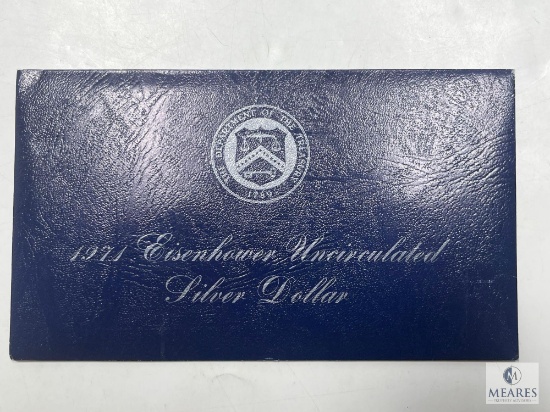 THE DEPARTMENT OF THE TREASURY
1789
1971 Eisenhower Uncirculated
Silver Dollar
M
MEARES